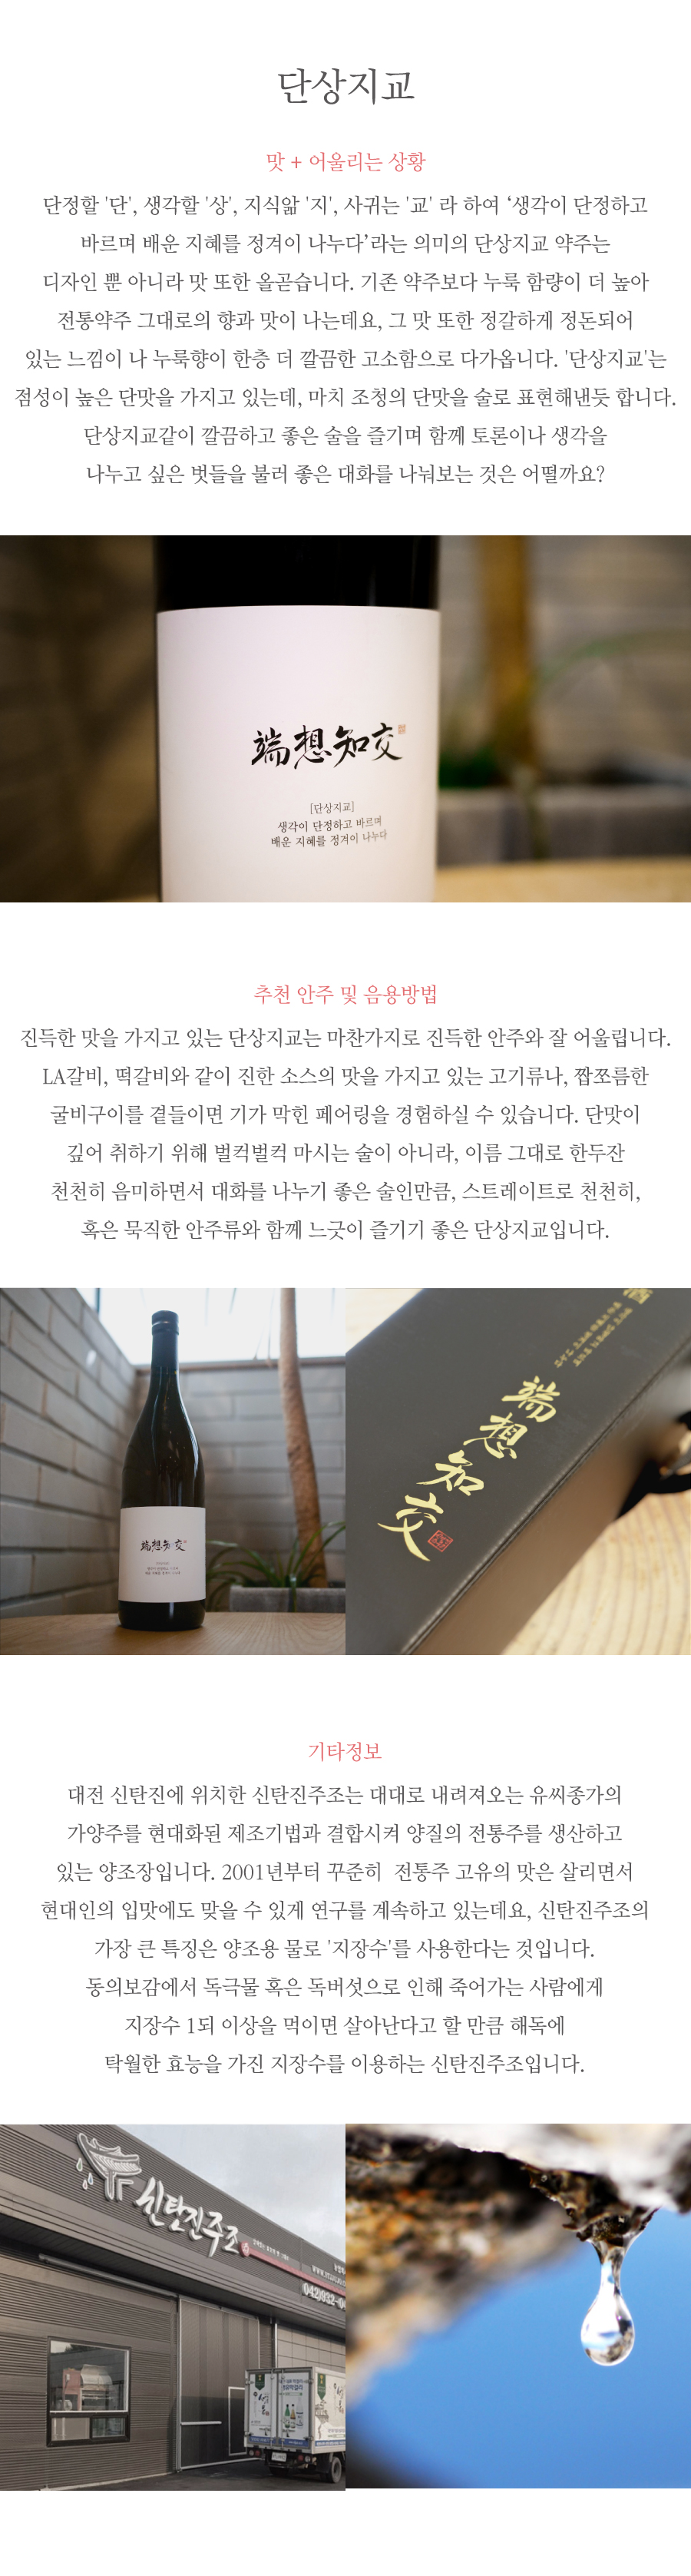 단상지교
맛 + 어울리는 상황
단정할 '단', 생각할 '상', 지식앎 '지', 사귀는 '교' 라 하여 ‘생각이 단정하고
바르며 배운 지혜를 정겨이 나누다’라는 의미의 단상지교 약주는
디자인 뿐 아니라 맛 또한 올곧습니다. 기존 약주보다 누룩 함량이 더 높아
전통약주 그대로의 향과 맛이 나는데요, 그 맛 또한 정갈하게 정돈되어
있는 느낌이 나 누룩향이 한층 더 깔끔한 고소함으로 다가옵니다. '단상지교'는
점성이 높은 단맛을 가지고 있는데, 마치 조청의 단맛을 술로 표현해낸듯 합니다.
단상지교같이 깔끔하고 좋은 술을 즐기며 함께 토론이나 생각을
나누고 싶은 벗들을 불러 좋은 대화를 나눠보는 것은 어떨까요?
端想知交
[단상지교]
생각이 단정하고 바르며
배운 지혜를 정겨이 나누다
추천 안주 및 음용방법
진득한 맛을 가지고 있는 단상지교는 마찬가지로 진득한 안주와 잘 어울립니다.
LA갈비, 떡갈비와 같이 진한 소스의 맛을 가지고 있는 고기류나, 짭쪼름한
굴비구이를 곁들이면 기가 막힌 페어링을 경험하실 수 있습니다. 단맛이
깊어 취하기 위해 벌컥벌컥 마시는 술이 아니라, 이름 그대로 한두잔
천천히 음미하면서 대화를 나누기 좋은 술인만큼, 스트레이트로 천천히,
혹은 묵직한 안주류와 함께 느긋이 즐기기 좋은 단상지교입니다.
端想知交
端想知交
기타정보
대전 신탄진에 위치한 신탄진주조는 대대로 내려져오는 유씨종가의
가양주를 현대화된 제조기법과 결합시켜 양질의 전통주를 생산하고
있는 양조장입니다. 2001년부터 꾸준히 전통주 고유의 맛은 살리면서
현대인의 입맛에도 맞을 수 있게 연구를 계속하고 있는데요, 신탄진주조의
가장 큰 특징은 양조용 물로 '지장수'를 사용한다는 것입니다.
동의보감에서 독극물 혹은 독버섯으로 인해 죽어가는 사람에게
지장수 1되 이상을 먹이면 살아난다고 할 만큼 해독에
탁월한 효능을 가진 지장수를 이용하는 신탄진주조입니다.
신탄진주조